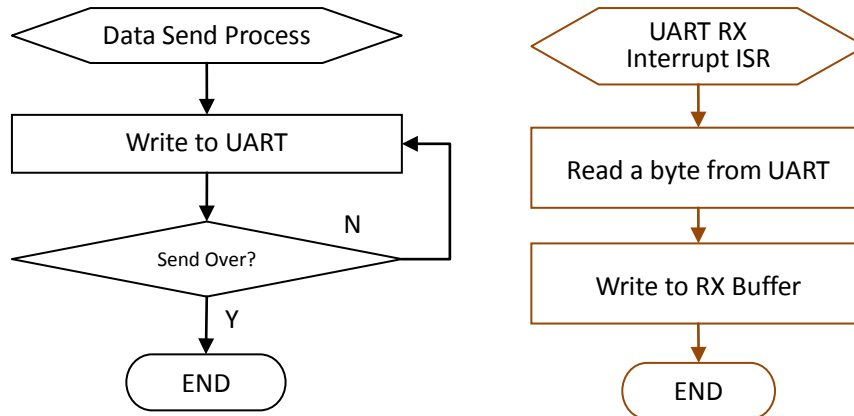 Data Send Process
Write to UART
N
Send Over?
Y
END
UART RX
Interrupt ISR
Read a byte from UART
Write to RX Buffer
END